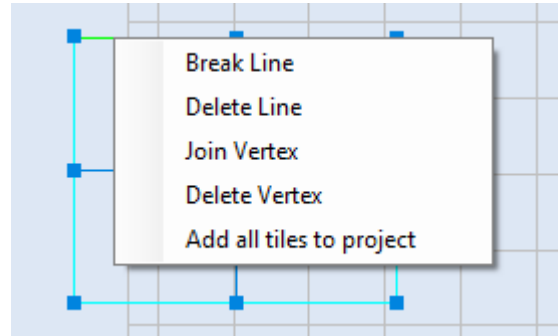 Break Line
Delete Line
Join Vertex
Delete Vertex
Add all tiles to project